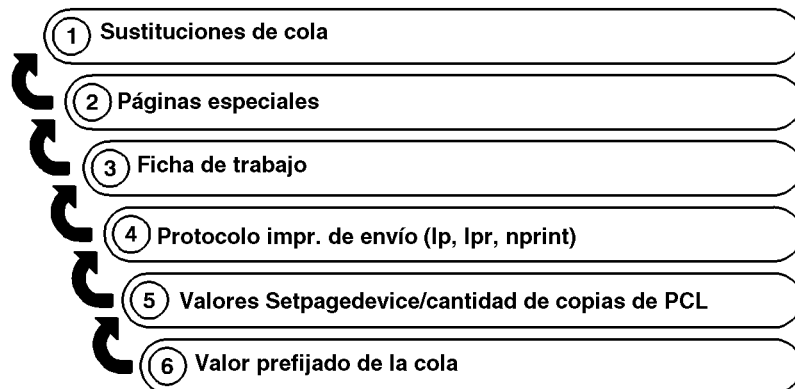 1 Sustituciones de cola
2 Páginas especiales
3 Ficha de trabajo
4 Protocolo impr. de envío (lp, lpr, nprint)
5 Valores Setpagedevice/cantidad de copias de PCL
6 Valor prefijado de la cola